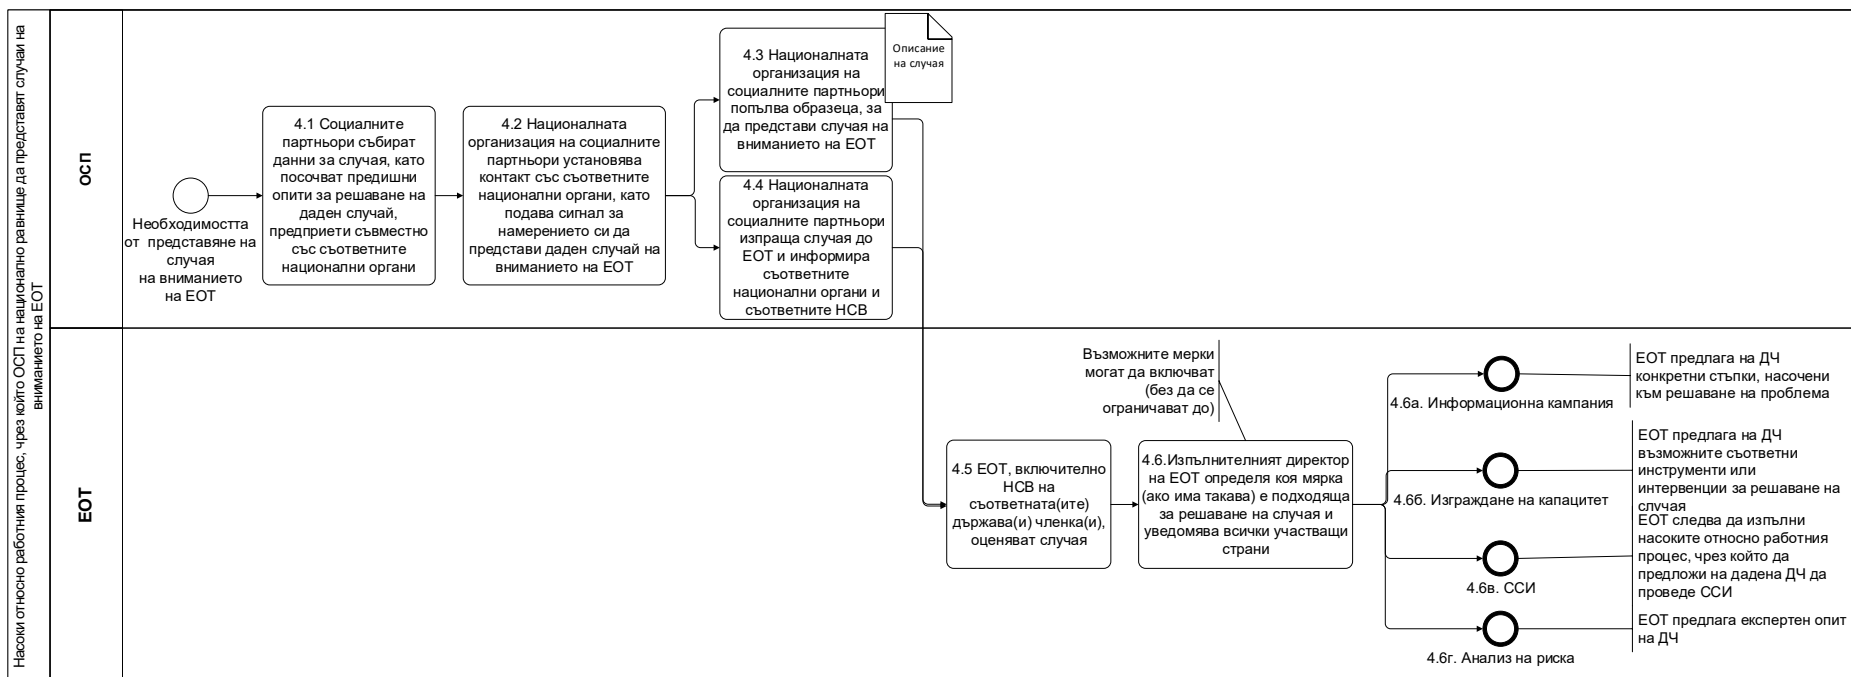 Насоки относно работния процес, чрез който ОСП на национално равнище да представят случаи на
вниманието на ЕОТ
ОСП
Необходимостта
от представяне на
случая
на вниманието
на ЕОТ
4.1 Социалните
партньори събират
данни за случая, като
посочват предишни
опити за решаване на
даден случай,
предприети съвместно
със съответните
национални органи
4.2 Националната
организация на социалните
партньори установява
контакт със съответните
национални органи, като
подава сигнал за
намерението си да
представи даден случай на
вниманието на ЕОТ
4.3 Националната
организация на
социалните партньори
попълва образеца, за
да представи случая на
вниманието на ЕОТ
Описание
на случая
4.4 Националната
организация на
социалните партньори
изпраща случая до
ЕОТ и информира
съответните
национални органи и
съответните НСВ
ЕОТ
4.5 ЕОТ, включително
НСВ на
съответната(ите)
държава(и) членка(и),
оценяват случая
Възможните мерки
могат да включват
(без да се
ограничават до)
4.6.Изпълнителният директор
на ЕОТ определя коя мярка
(ако има такава) е подходяща
за решаване на случая и
уведомява всички участващи
страни
4.6а. Информационна кампания
ЕОТ предлага на ДЧ
конкретни стъпки, насочени
към решаване на проблема
4.6б. Изграждане на капацитет
ЕОТ предлага на ДЧ
възможните съответни
инструменти или
интервенции за решаване на
случая
4.6в. ССИ
ЕОТ следва да изпълни
насоките относно работния
процес, чрез който да
предложи на дадена ДЧ да
проведе ССИ
4.6г. Анализ на риска
ЕОТ предлага експертен опит
на ДЧ